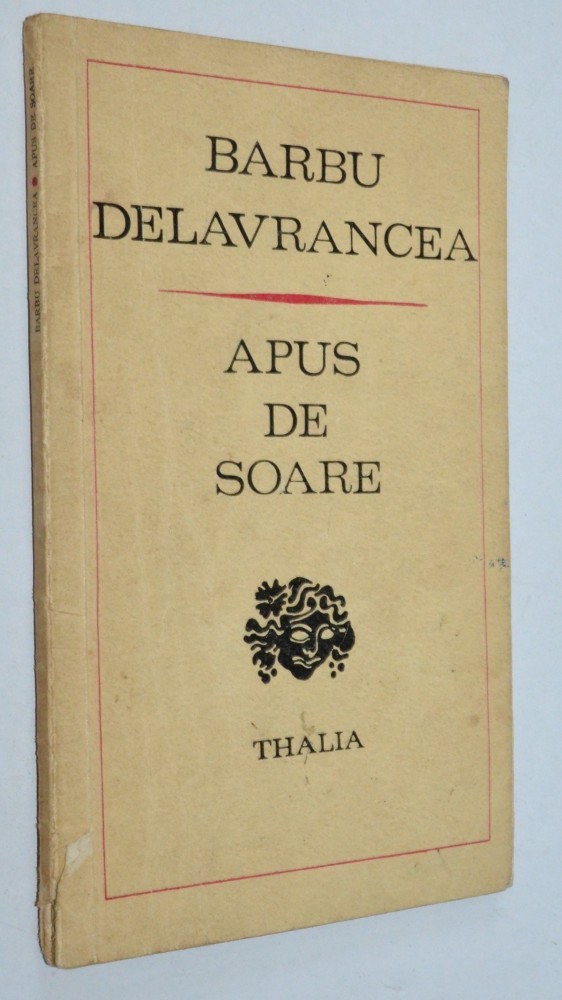 BARBU
DELAVRANCEA
APUS
DE
SOARE
THALIA
BARBU DELAVRANCEA • APUS DE SOARE